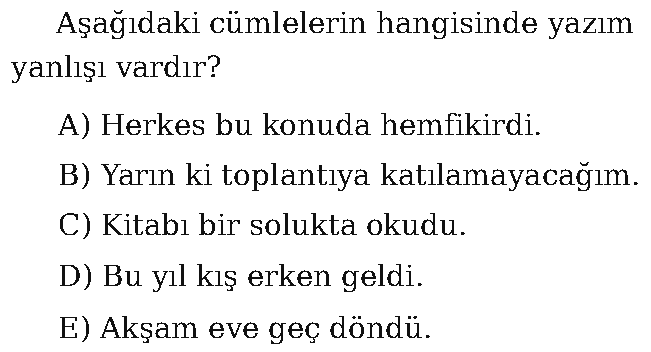 Aşağıdaki cümlelerin hangisinde yazım
yanlışı vardır?
A) Herkes bu konuda hemfikirdi.
B) Yarın ki toplantıya katılamayacağım.
C) Kitabı bir solukta okudu.
D) Bu yıl kış erken geldi.
E) Akşam eve geç döndü.